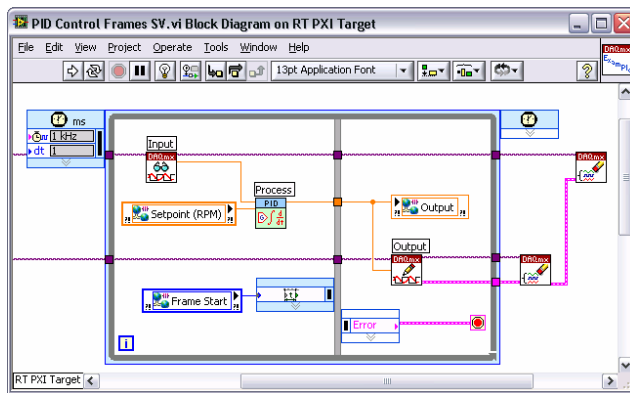 PID Control Frames SV.vi Block Diagram on RT PXI Target
File Edit View Project Operate Tools Window Help
13pt Application Font
?
DAQmx
Example
ms
1 kHz
dt 1
Input
DAQmx
Process
PID
Setpoint (RPM)
Output
Output
DAQmx
DAQmx
DAQmx
Frame Start
Error
i
RT PXI Target